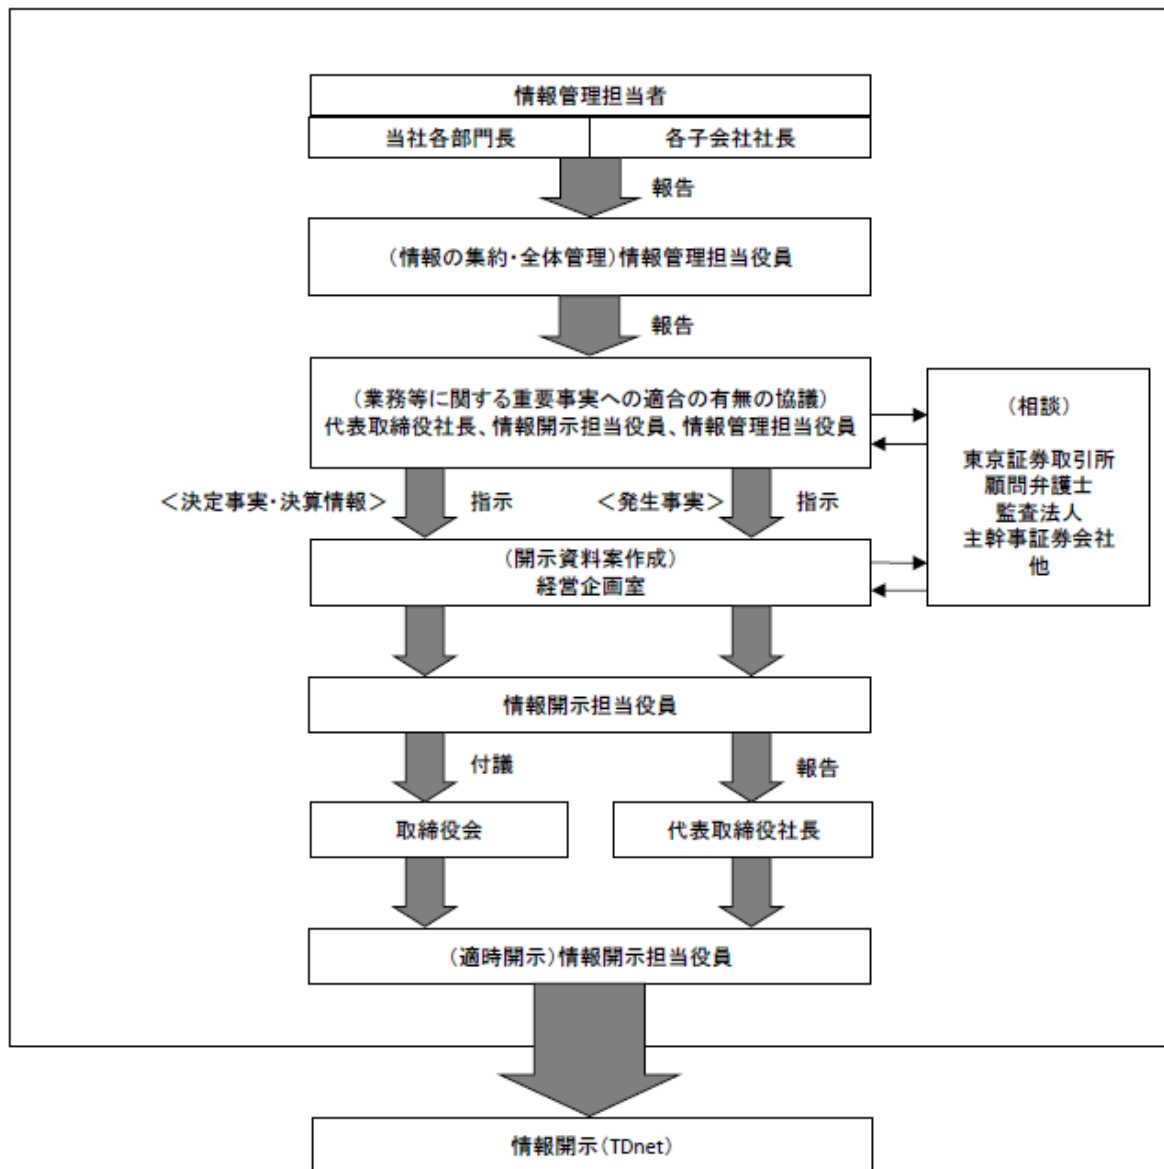 情報管理担当者
当社各部門長
各子会社社長
報告
(情報の集約・全体管理)情報管理担当役員
報告
(業務等に関する重要事実への適合の有無の協議)
代表取締役社長、情報開示担当役員、情報管理担当役員
(相談)
東京証券取引所
顧問弁護士
監査法人
主幹事証券会社
他
<決定事実・決算情報>
指示
<発生事実>
指示
(開示資料案作成)
経営企画室
情報開示担当役員
付議
報告
取締役会
代表取締役社長
(適時開示)情報開示担当役員
情報開示(TDnet)